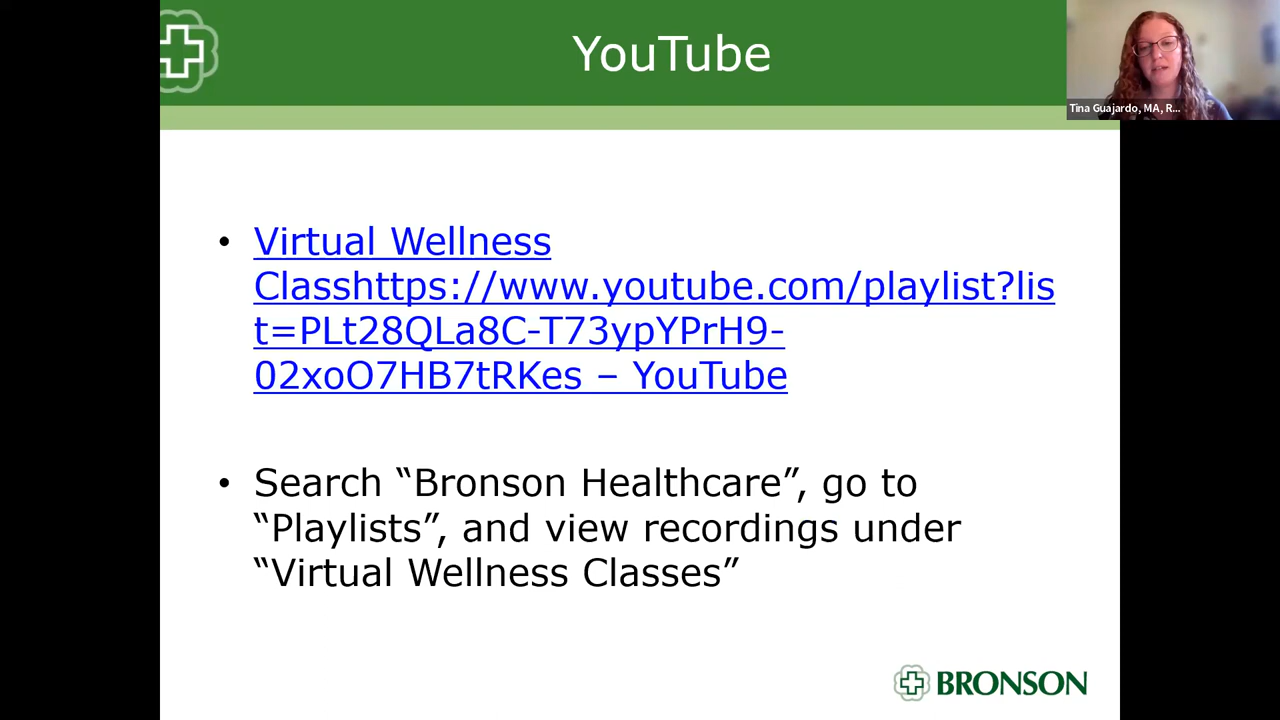 YouTube
Tina Guajardo, MA, R...
• Virtual Wellness
Classhttps://www.youtube.com/playlist?lis
t=PLt28QLa8C-T73ypYPrH9-
02xoO7HB7tRKes – YouTube
• Search “Bronson Healthcare”, go to
“Playlists”, and view recordings under
“Virtual Wellness Classes”
BRONSON